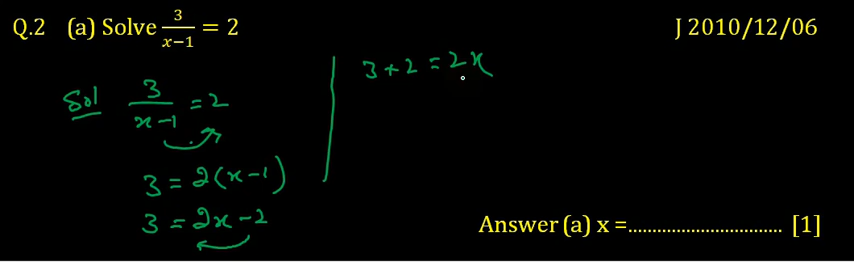 Q.2 (a) Solve 3/(x−1) = 2
J 2010/12/06
Sol 3/(x−1) = 2
3 = 2(x−1)
3 = 2x−2
3+2 = 2x
Answer (a) x =................................ [1]